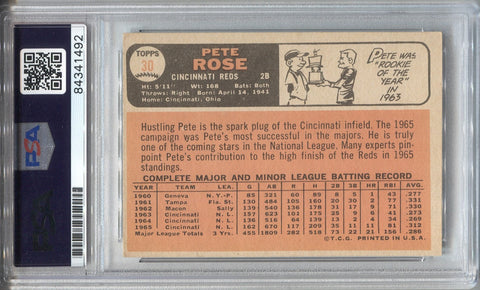 84341492
PSA
TOPPS
30
PETE
ROSE
CINCINNATI REDS 2B
Ht: 5'11" Wt: 168 Bats: Both
Throws: Right Born: April 14, 1941
Home: Cincinnati, Ohio
PETE WAS
"ROOKIE
OF THE
YEAR"
IN
1963
Hustling Pete is the spark plug of the Cincinnati infield. The 1965
campaign was Pete's most successful in the majors. He is truly
one of the coming stars in the National League. Many experts
pinpoint Pete's contribution to the high finish of the Reds in 1965
standings.
COMPLETE MAJOR AND MINOR LEAGUE BATTING RECORD
YEAR TEAM LEA. G AB R H 2B 3B HR RBI AVG.
1960 Geneva N.Y.-P. 85 321 60 89 8 5 1 43 .277
1961 Tampa Fla. St. 130 484 105 160 20 30 2 77 .331
1962 Macon Sally 139 540 136 178 31 17 9 71 .330
1963 Cincinnati N. L. 157 623 101 170 25 9 6 41 .273
1964 Cincinnati N. L. 136 516 64 139 13 2 4 34 .269
1965 Cincinnati N. L. 162 670 117 209 35 11 11 81 .312
Major League Totals 3 Yrs. 455 1809 282 518 73 22 21 156 .286
©T.C.G. PRINTED IN U.S.A.